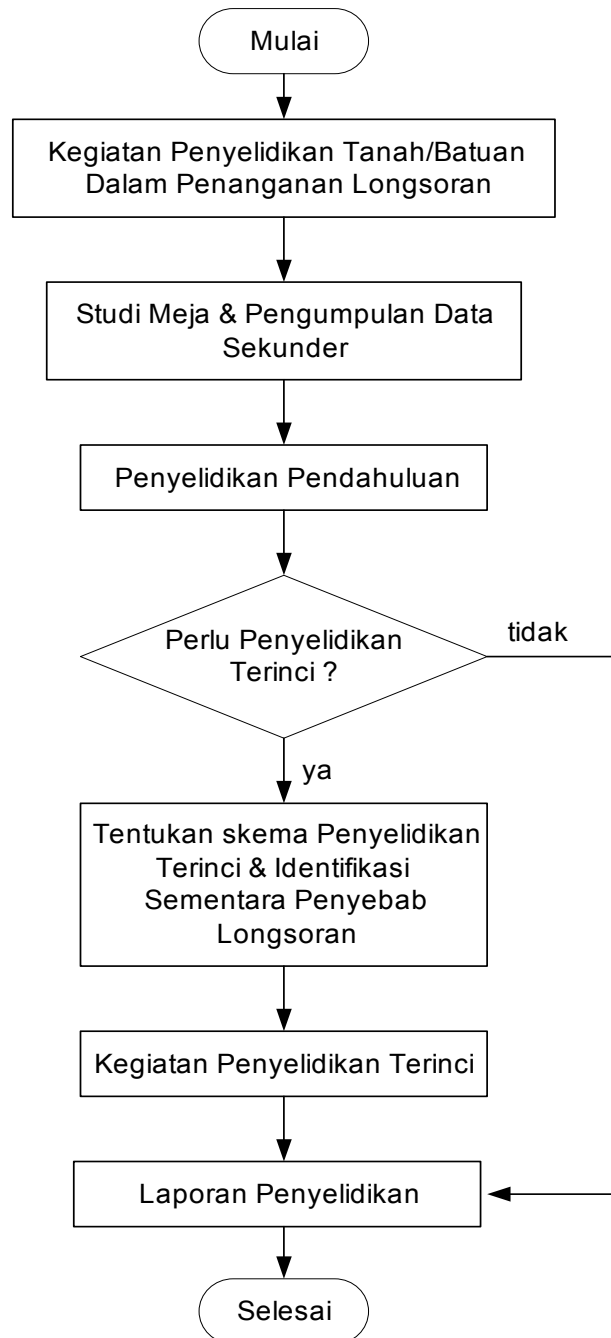 Mulai
Kegiatan Penyelidikan Tanah/Batuan
Dalam Penanganan Longsoran
Studi Meja & Pengumpulan Data
Sekunder
Penyelidikan Pendahuluan
Perlu Penyelidikan
Terinci ?
tidak
ya
Tentukan skema Penyelidikan
Terinci & Identifikasi
Sementara Penyebab
Longsoran
Kegiatan Penyelidikan Terinci
Laporan Penyelidikan
Selesai